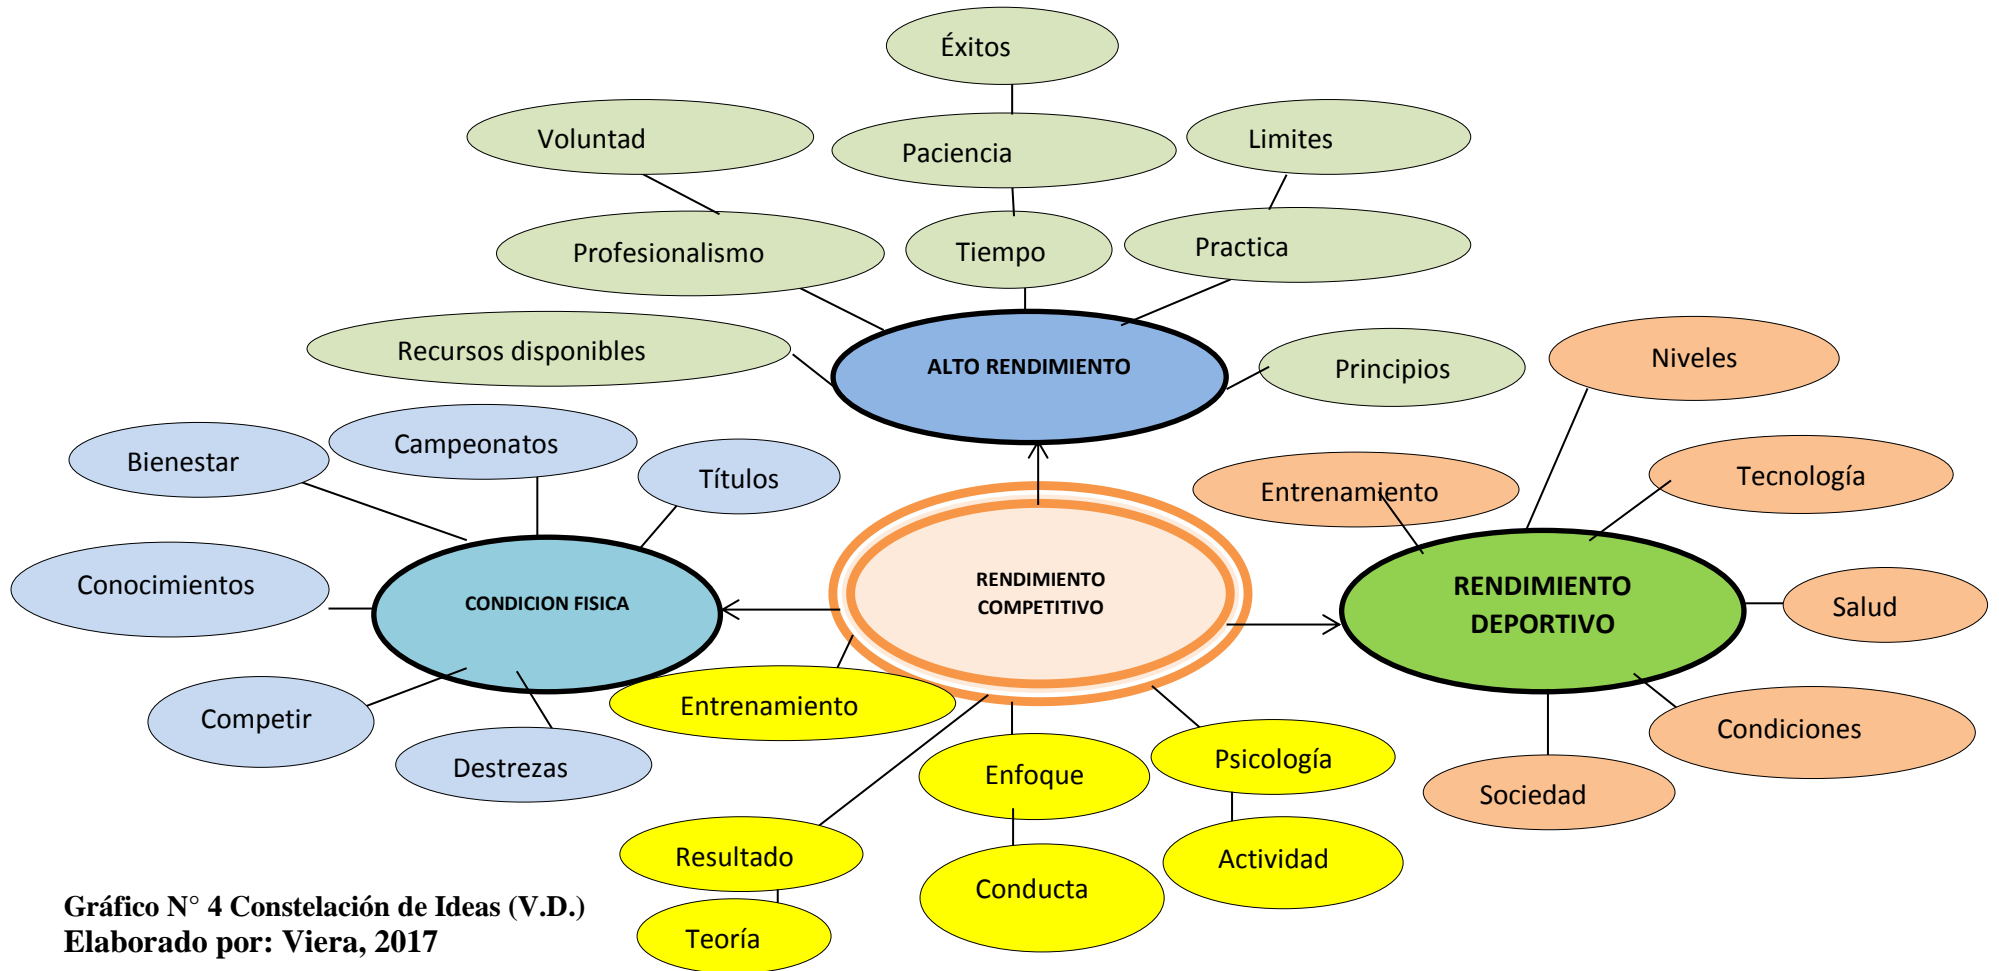 Éxitos
Voluntad
Paciencia
Limites
Profesionalismo
Tiempo
Practica
Recursos disponibles
ALTO RENDIMIENTO
Principios
Niveles
Bienestar
Campeonatos
Títulos
Entrenamiento
Tecnología
Conocimientos
CONDICION FISICA
RENDIMIENTO
COMPETITIVO
RENDIMIENTO
DEPORTIVO
Salud
Competir
Destrezas
Entrenamiento
Enfoque
Psicología
Condiciones
Sociedad
Resultado
Conducta
Actividad
Teoría
Gráfico N° 4 Constelación de Ideas (V.D.)
Elaborado por: Viera, 2017